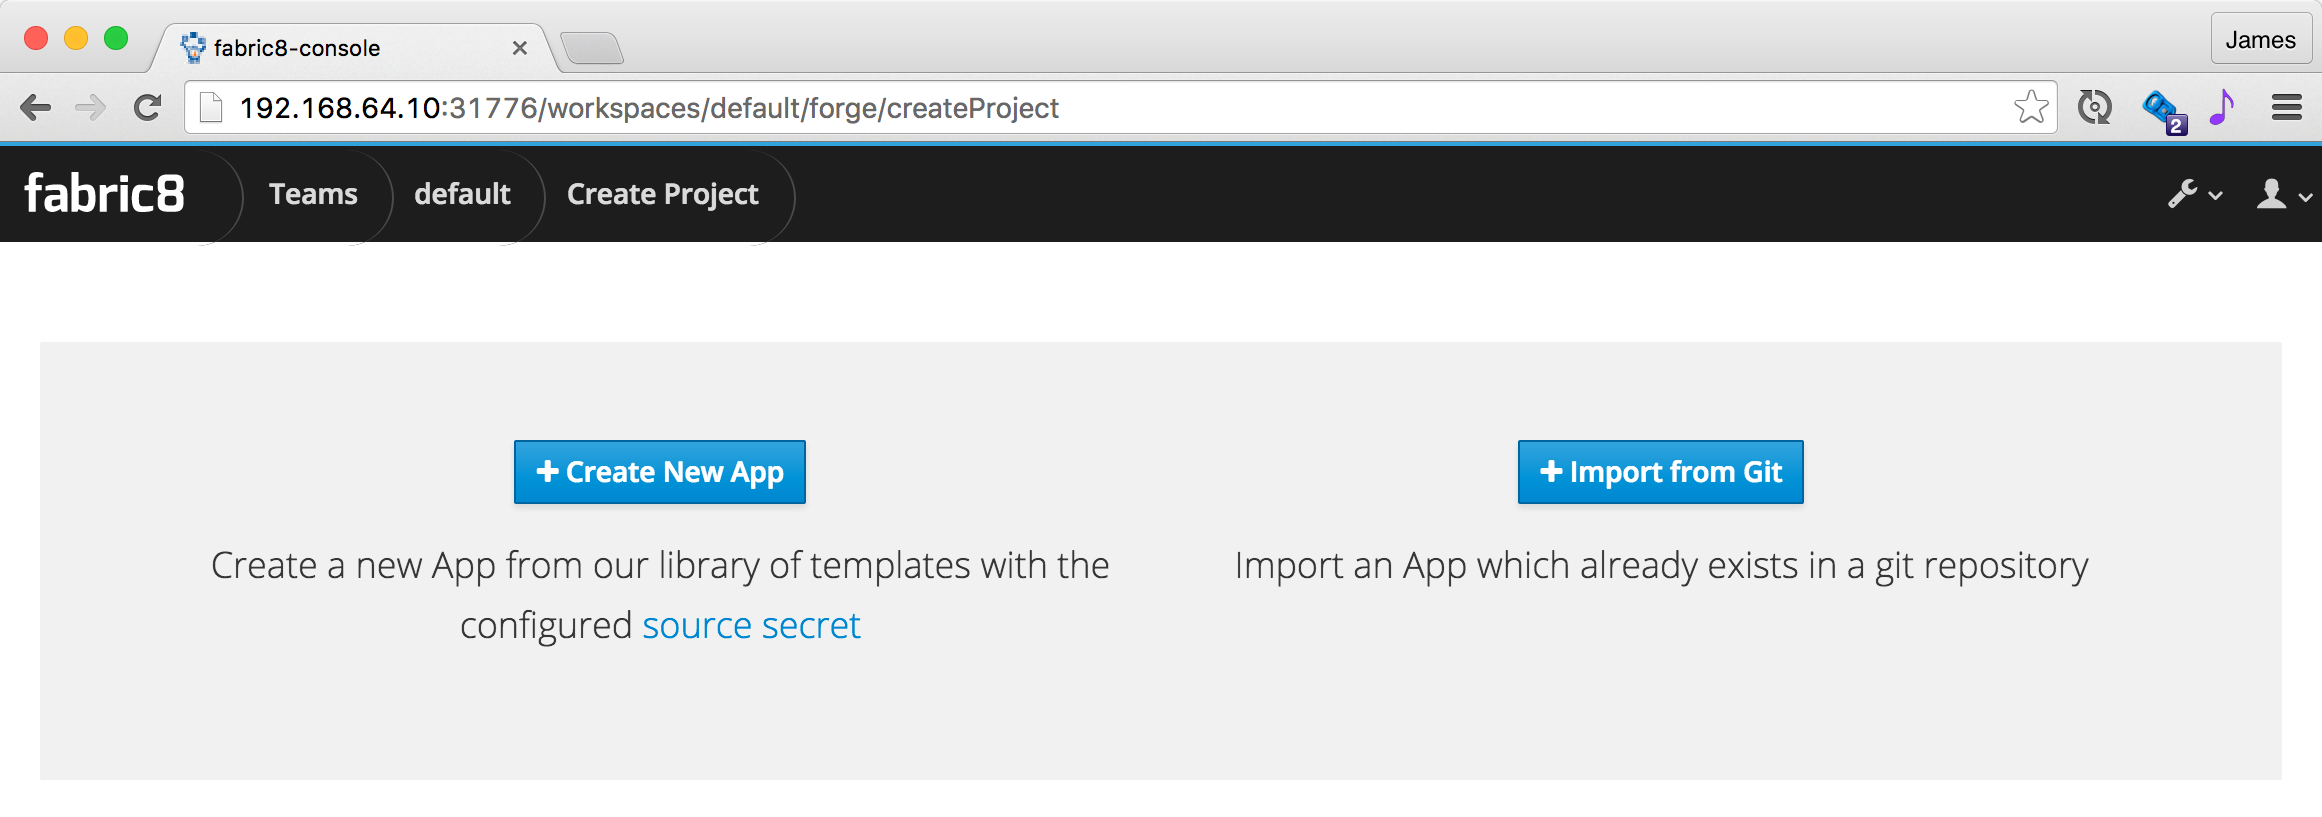 fabric8-console
James
192.168.64.10:31776/workspaces/default/forge/createProject
2
fabric8 Teams default Create Project
Create New App
Import from Git
Create a new App from our library of templates with the
configured source secret
Import an App which already exists in a git repository